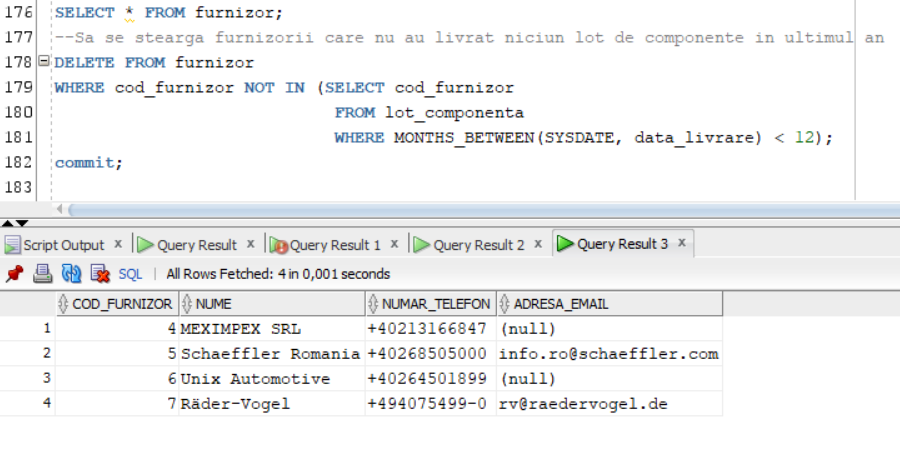 176 SELECT * FROM furnizor;
177 --Sa se stearga furnizorii care nu au livrat niciun lot de componente in ultimul an
178 DELETE FROM furnizor
179 WHERE cod_furnizor NOT IN (SELECT cod_furnizor
180 FROM lot_componenta
181 WHERE MONTHS_BETWEEN(SYSDATE, data_livrare) < 12);
182 commit;
183
Script Output x Query Result x Query Result 1 x Query Result 2 x Query Result 3 x
SQL | All Rows Fetched: 4 in 0,001 seconds
COD_FURNIZOR NUME NUMAR_TELEFON ADRESA_EMAIL
1 4 MEXIMPEX SRL +40213166847 (null)
2 5 Schaeffler Romania +40268505000 info.ro@schaeffler.com
3 6 Unix Automotive +40264501899 (null)
4 7 Räder-Vogel +494075499-0 rv@raedervogel.de